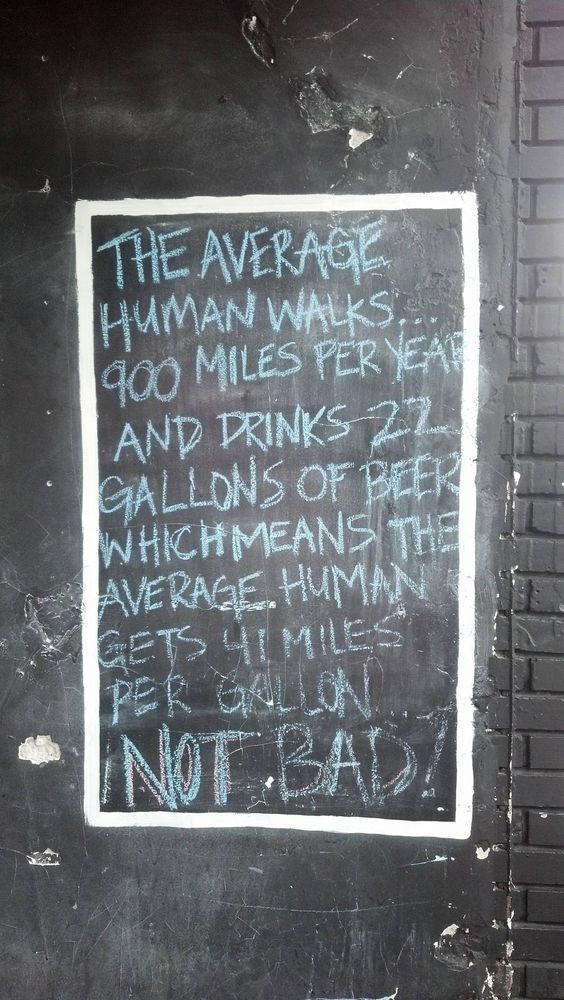 THE AVERAGE
HUMAN WALKS...
900 MILES PER YEAR
AND DRINKS 22
GALLONS OF BEER
WHICH MEANS THE
AVERAGE HUMAN
GETS 41 MILES
PER GALLON...
NOT BAD!